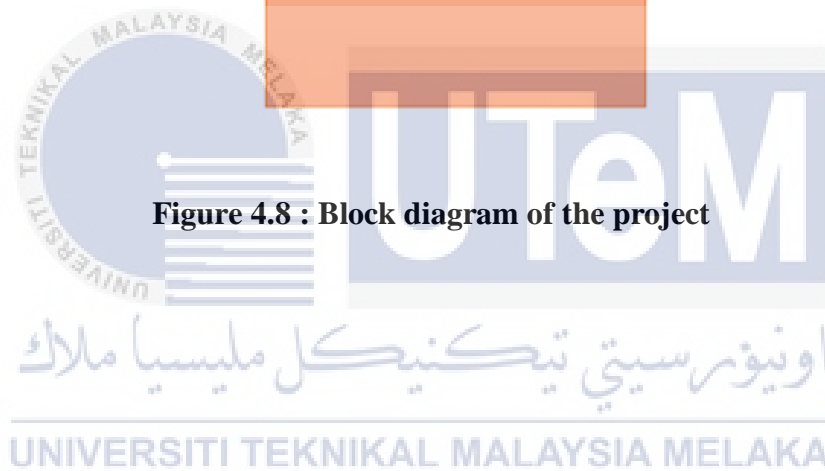 UNIVERSITI TEKNIKAL MALAYSIA MELAKA
UTeM
Figure 4.8 : Block diagram of the project
اونيۏرسيتي تيكنيكل مليسيا ملاك
UNIVERSITI TEKNIKAL MALAYSIA MELAKA